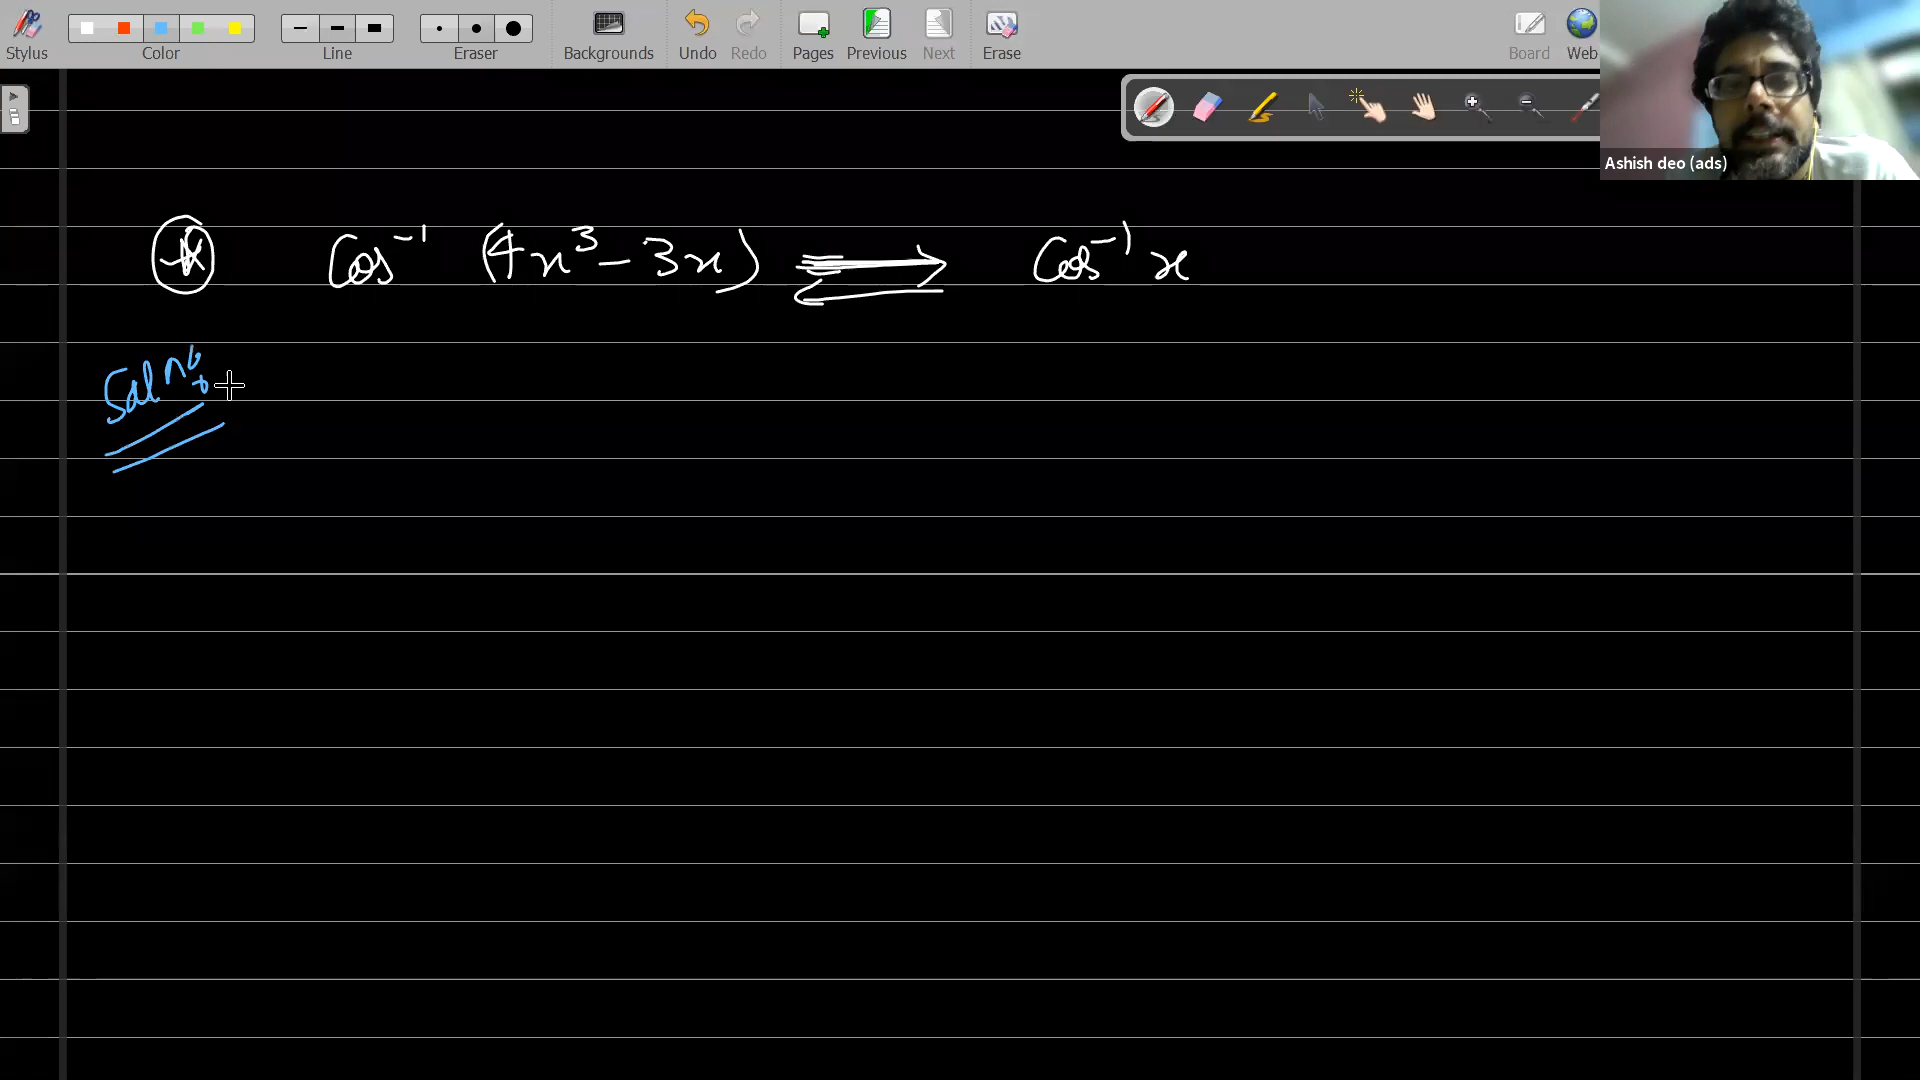 Stylus Color Line Eraser Backgrounds Undo Redo Pages Previous Next Erase Board Web
Ashish deo (ads)
Cos⁻¹ (4x³ − 3x) ⟹ Cos⁻¹ x
Soln: